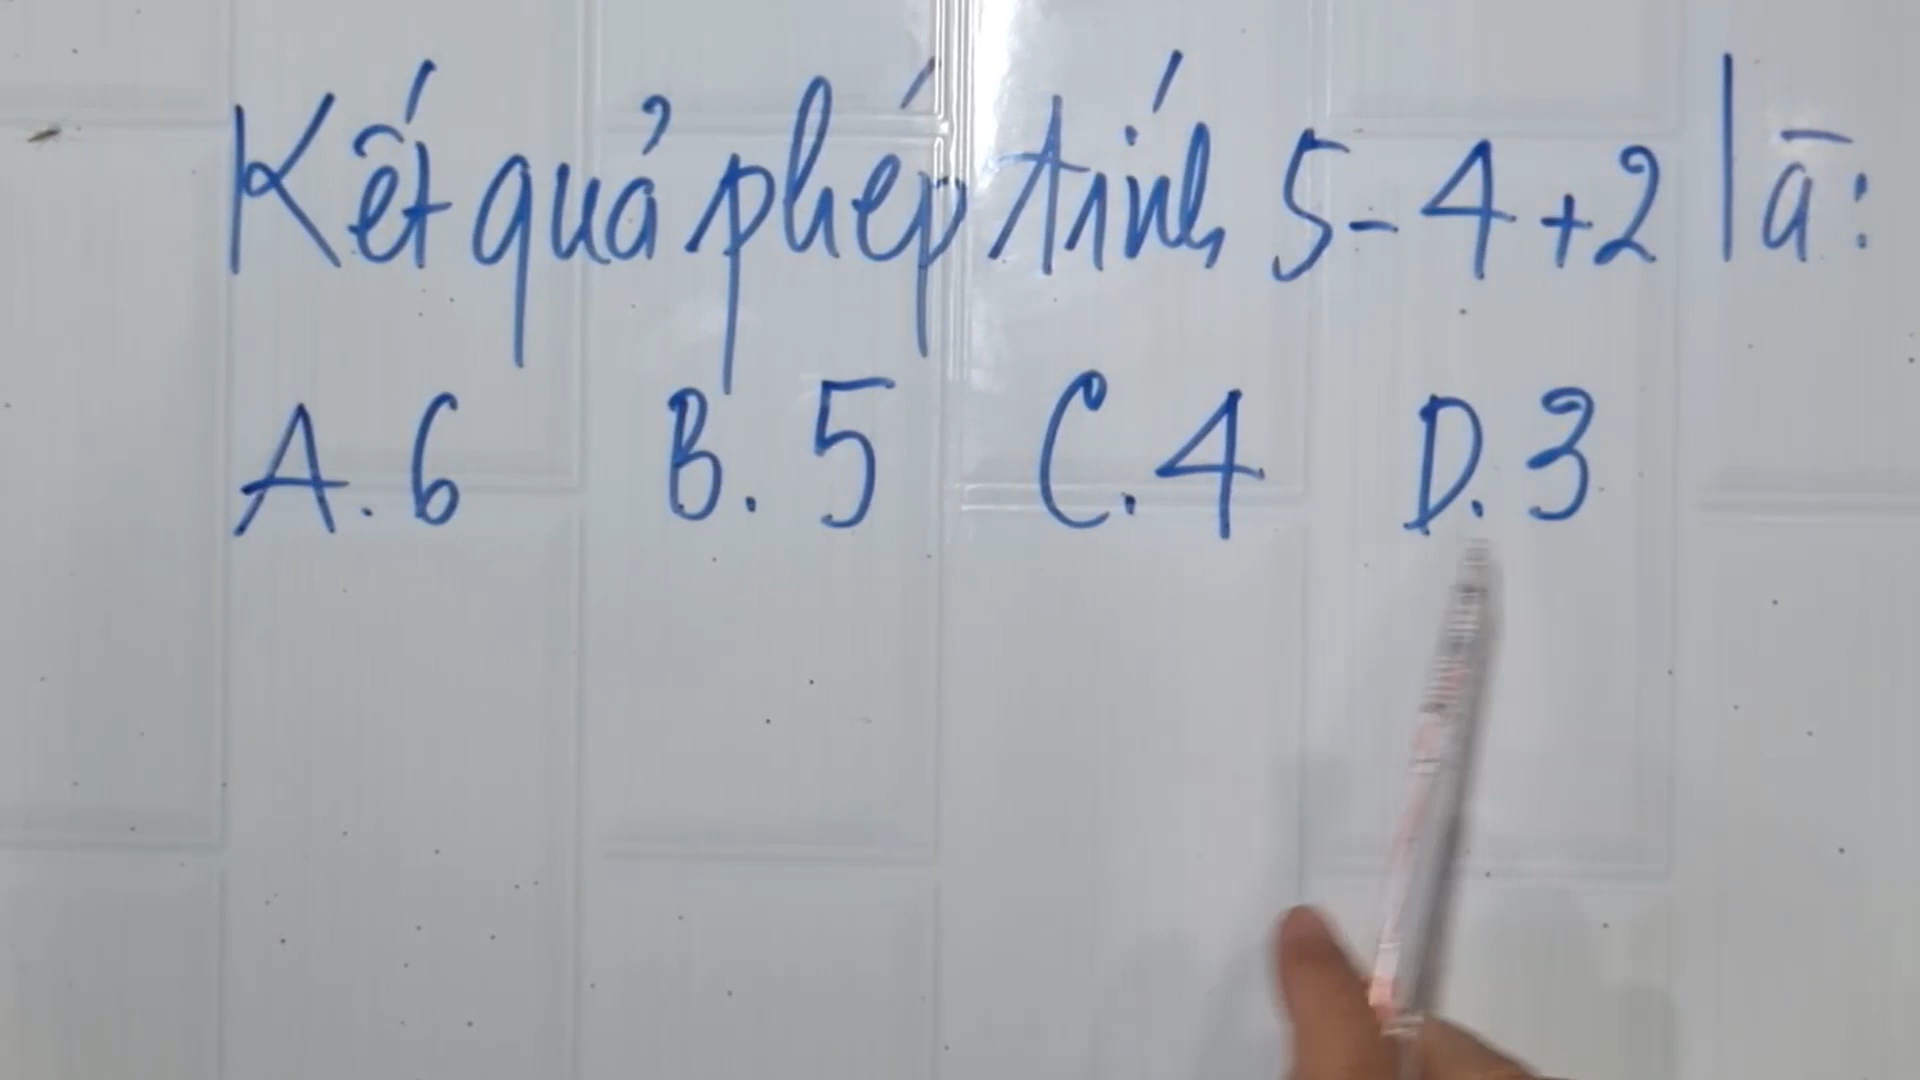 Kết quả phép tính 5-4+2 là:
A. 6 B. 5 C. 4 D. 3